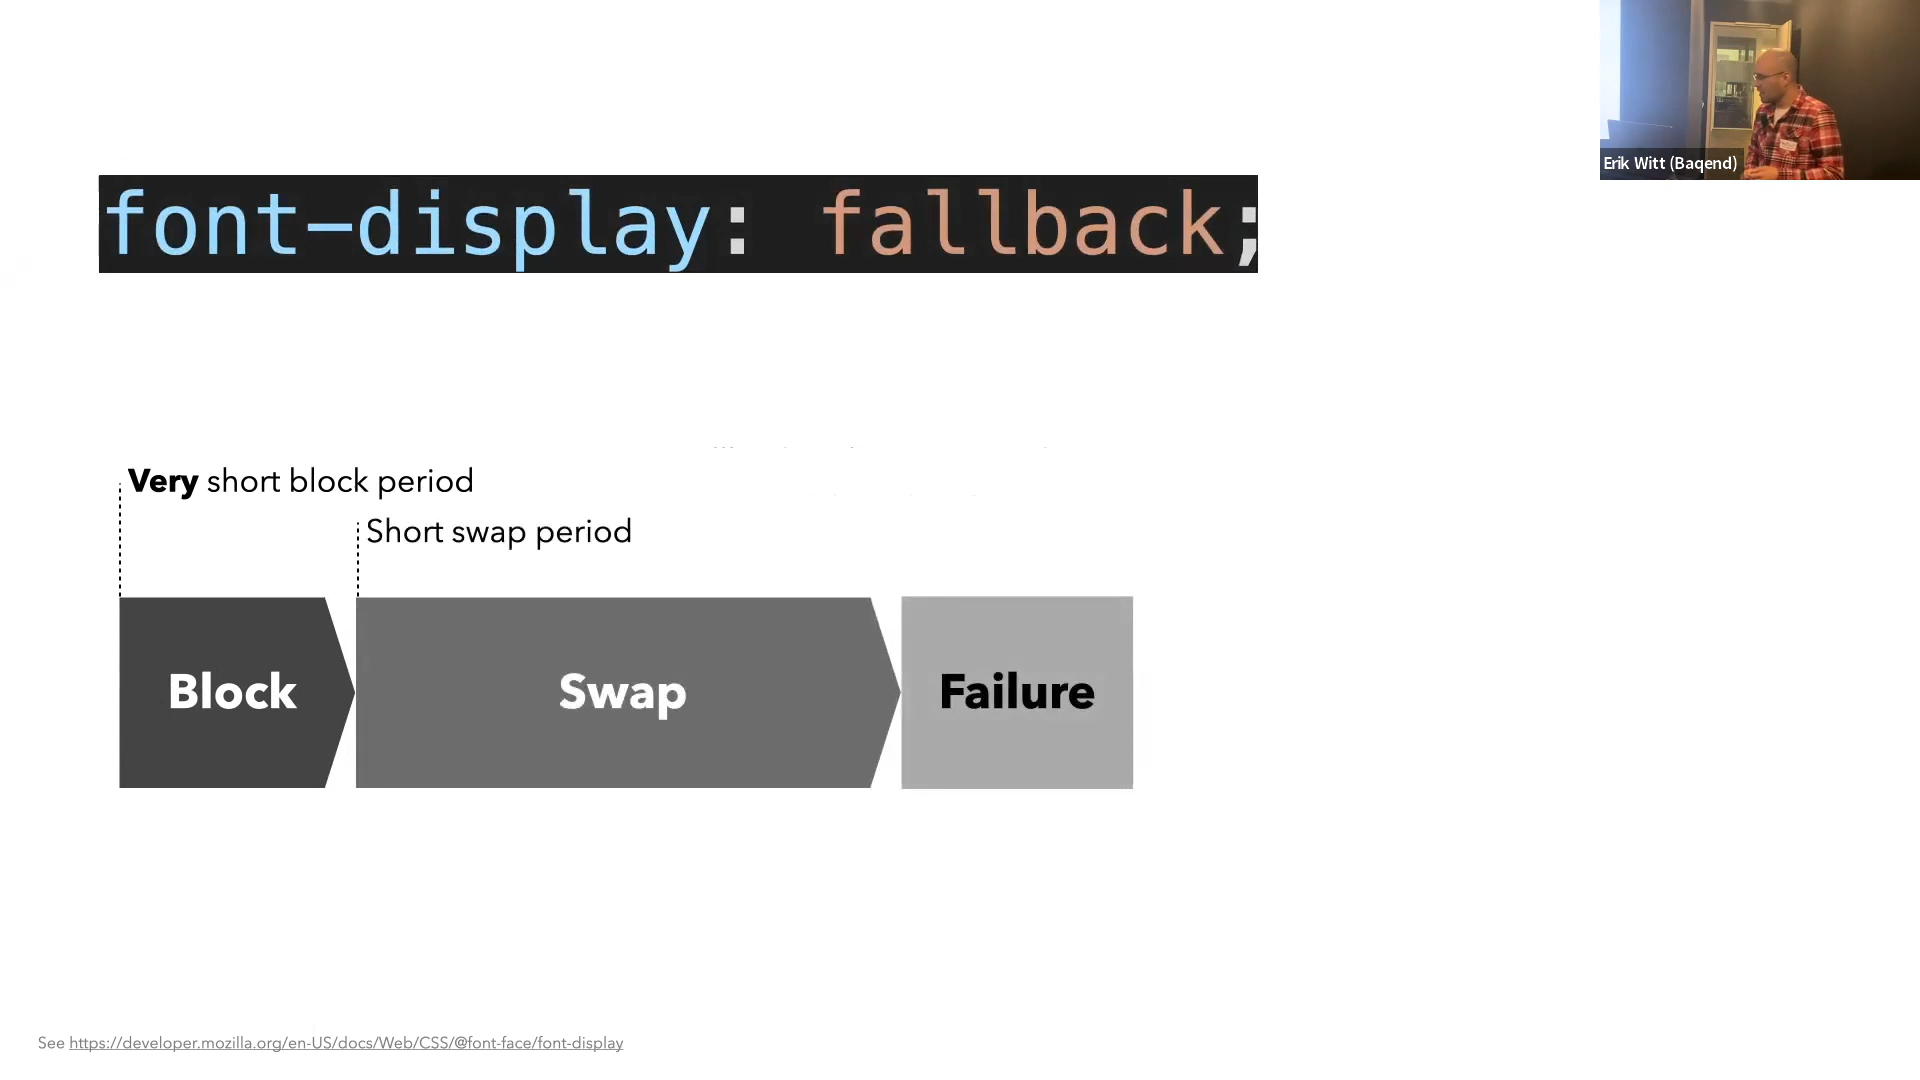 Erik Witt (Baqend)
font-display: fallback;
Very short block period
Short swap period
Block
Swap
Failure
See https://developer.mozilla.org/en-US/docs/Web/CSS/@font-face/font-display